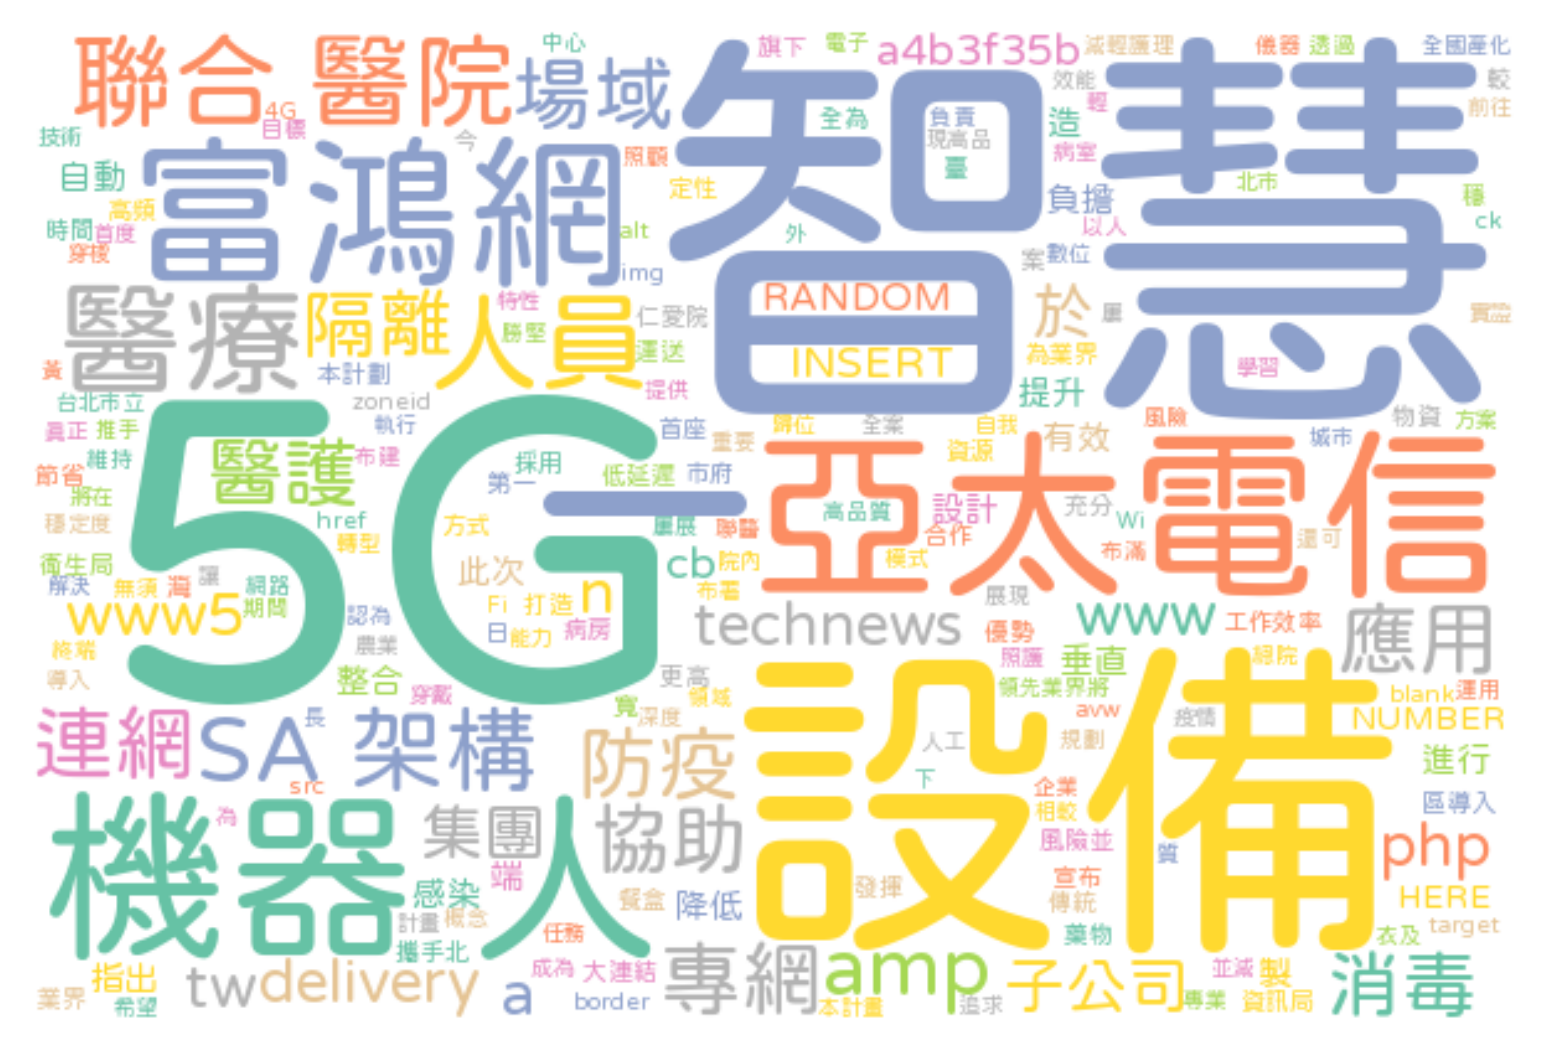 聯合
醫院
場域
中心
旗下
電子
a4b3f35b
減輕護理
儀器
透過
全國產化
智慧
效能
較
輕
前往
4G
目標
技術
今
全為
負責
現高品
臺
造
病室
富鴻網
照顧
自動
定性
負擔
北市
穩
ck
高頻
時間
首度
穿梭
alt
外
以人
img
案
數位
RANDOM
INSERT
醫療
隔離
人員
特性
勝堅
仁愛院
運送
於
為業界
實證
黃
本計劃
提供
提升
學習
台北市立
zoneid
5G
真正
推手
執行
首座
重要
歸位
全案
自我
有效
風險
物資
方案
城市
維持
醫護
布建
採用
第一
低延遲
市府
資源
亞太電信
節省
將在
穩定度
href
轉型
方式
一
聯醫
高品質
設計
合作
充分
Wi
布滿
還可
衛生局
解決
無須
讓
網路
期間
此次
cb
院內
布署
模式
www5
認為
Fi
打造
n
日
能力
病房
technews
展現
優勢
www
工作效率
應用
終端
農業
導入
整合
穿戴
更高
領域
照護
垂直
總院
領先業界將
blank
運用
寬
深度
avw
疫情
NUMBER
連網
SA
長
架構
防疫
設備
人工
規劃
進行
下
src
企業
相較
區導入
機器人
為
集團
協助
風險並
質
php
端
感染
宣布
餐盒
降低
發揮
傳統
HERE
計畫
概念
攜手北
任務
藥物
衣及
target
指出
業界
希望
tw
delivery
a
成為
大連結
border
專網
amp
本計畫
追求
子公司
專業
並減
製
資訊局
消毒